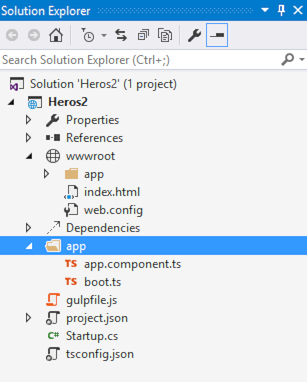 Solution Explorer
Search Solution Explorer (Ctrl+;)
Solution 'Heros2' (1 project)
Heros2
Properties
References
wwwroot
app
index.html
web.config
Dependencies
app
TS app.component.ts
TS boot.ts
gulpfile.js
project.json
C# Startup.cs
tsconfig.json